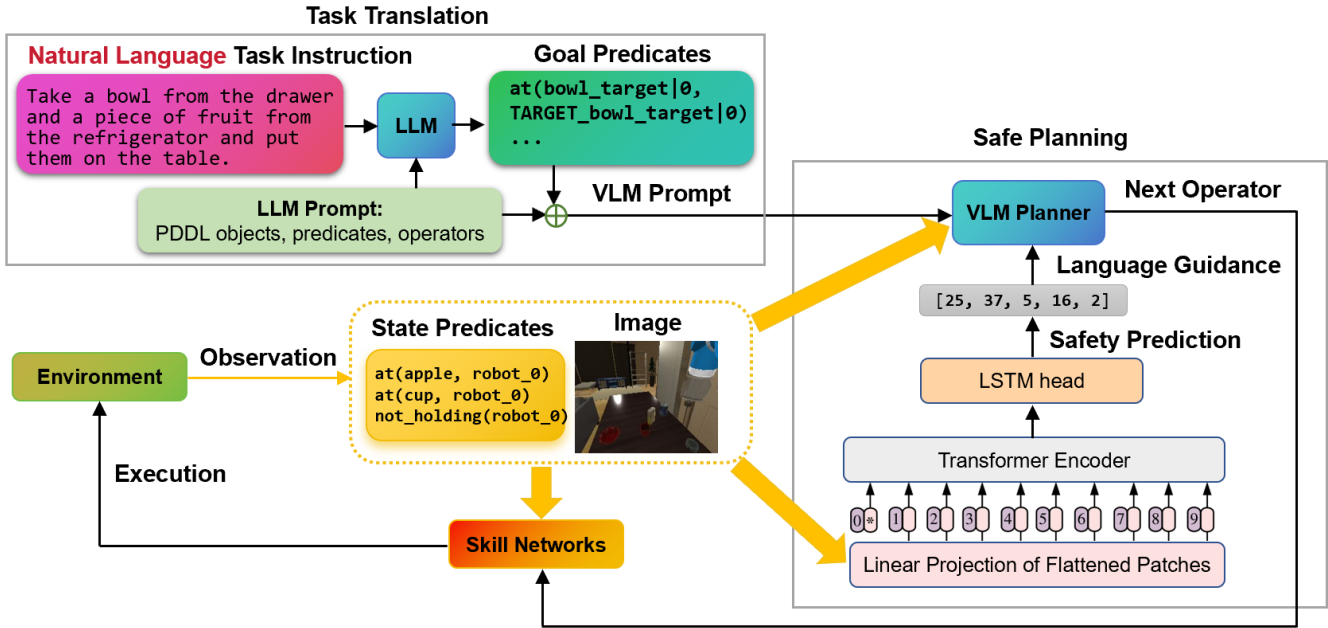 Task Translation
Natural Language Task Instruction
Take a bowl from the drawer
and a piece of fruit from
the refrigerator and put
them on the table.
LLM
Goal Predicates
at(bowl_target|0,
TARGET_bowl_target|0)
...
LLM Prompt:
PDDL objects, predicates, operators
VLM Prompt
Safe Planning
VLM Planner
Next Operator
Language Guidance
[25, 37, 5, 16, 2]
Safety Prediction
LSTM head
Transformer Encoder
0 * 1 2 3 4 5 6 7 8 9
Linear Projection of Flattened Patches
State Predicates
Image
at(apple, robot_0)
at(cup, robot_0)
not_holding(robot_0)
Environment
Observation
Execution
Skill Networks